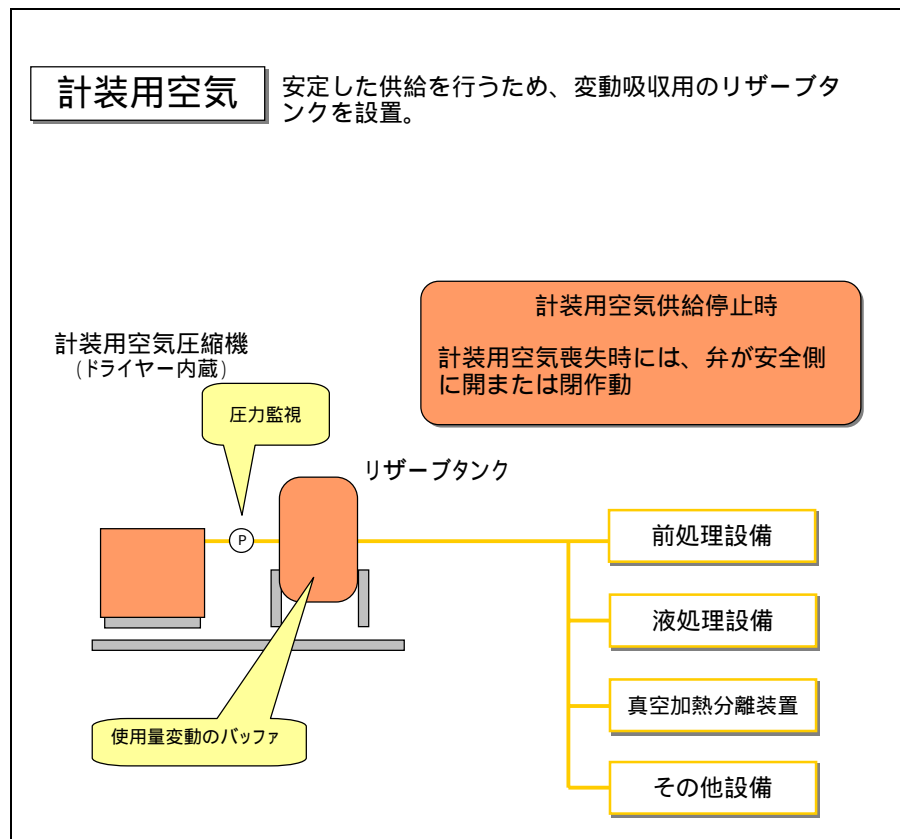 計装用空気
安定した供給を行うため、変動吸収用のリザーブタ
ンクを設置。
計装用空気供給停止時
計装用空気喪失時には、弁が安全側
に開または閉作動
計装用空気圧縮機
(ドライヤー内蔵)
圧力監視
リザーブタンク
P
前処理設備
液処理設備
真空加熱分離装置
使用量変動のバッファ
その他設備